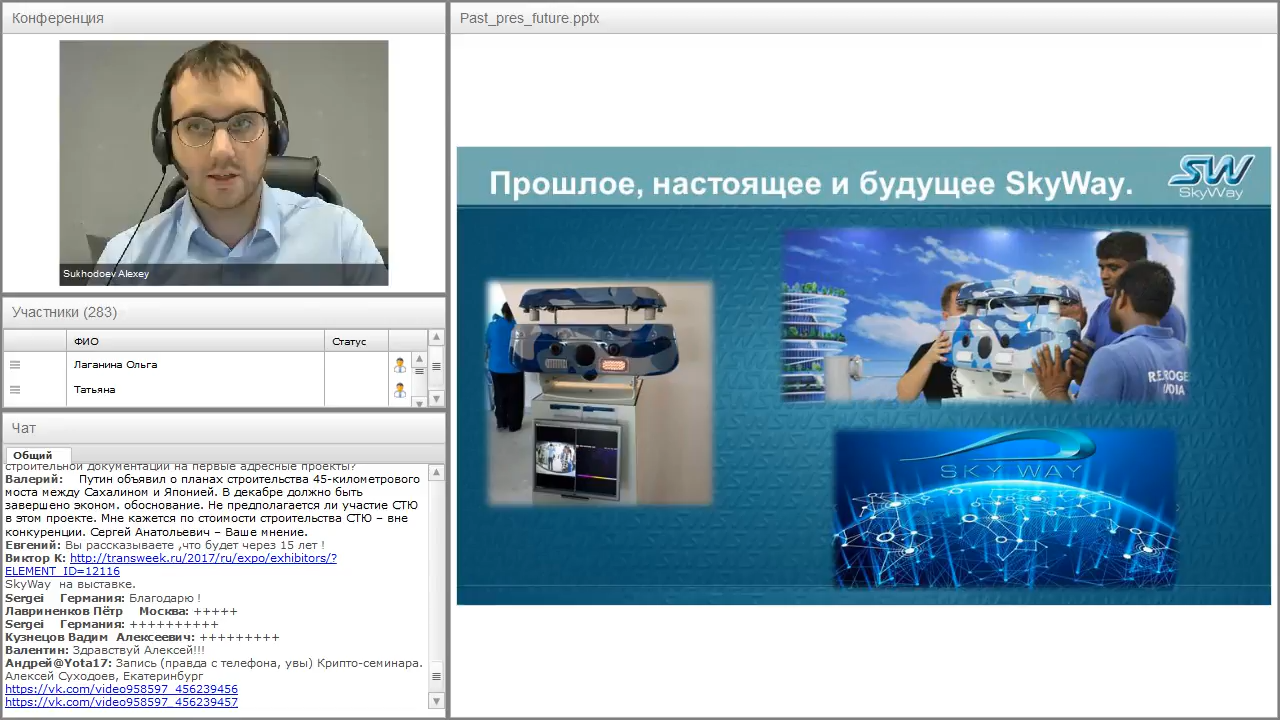 Конференция
Past_pres_future.pptx
Sukhodoev Alexey
Прошлое, настоящее и будущее SkyWay.
SW
SkyWay
R.E.ROGE
INDIA
SKY WAY
Участники (283)
ФИО Статус
Лаганина Ольга
Татьяна
Чат
Общий
строительной документации на первые адресные проекты?
Валерий: Путин объявил о планах строительства 45-километрового
моста между Сахалином и Японией. В декабре должно быть
завершено эконом. обоснование. Не предполагается ли участие СТЮ
в этом проекте. Мне кажется по стоимости строительства СТЮ – вне
конкуренции. Сергей Анатольевич – Ваше мнение.
Евгений: Вы рассказываете ,что будет через 15 лет !
Виктор К: http://transweek.ru/2017/ru/expo/exhibitors/?
ELEMENT_ID=12116
SkyWay на выставке.
Sergei Германия: Благодарю !
Лавриненков Пётр Москва: +++++
Sergei Германия: ++++++++++
Кузнецов Вадим Алексеевич: +++++++++
Валентин: Здравствуй Алексей!!!
Андрей@Yota17: Запись (правда с телефона, увы) Крипто-семинара.
Алексей Суходоев, Екатеринбург
https://vk.com/video958597_456239456
https://vk.com/video958597_456239457